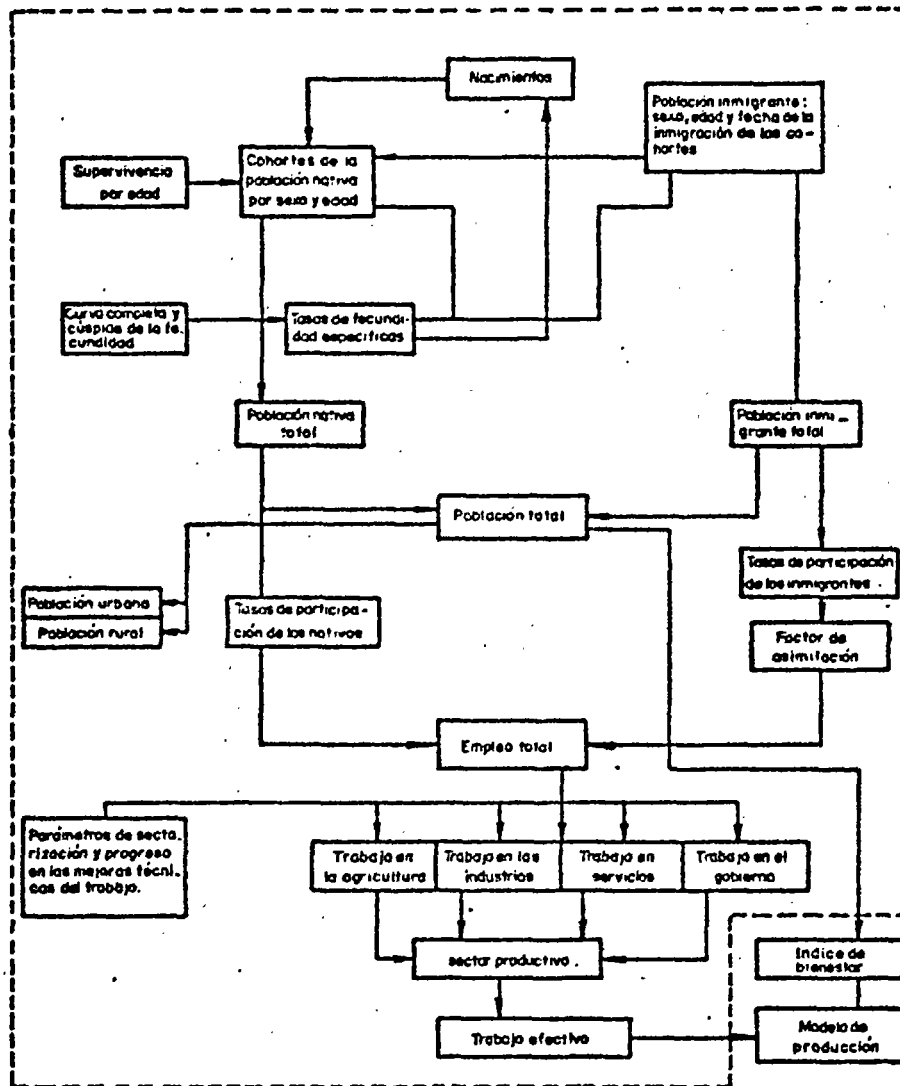 Nacimientos
Población inmigrante:
sexo, edad y fecha de la
inmigración de las co-
hortes
Supervivencia
por edad
Cohortes de la
población nativa
por sexo y edad
Curva completa y
cúspide de la fe.
cundidad
Tasas de fecundi-
dad específicas
Población nativa
total
Población inmi_
grante total
Población total
Tasas de participación
de los inmigrantes.
Población urbana
Población rural
Tasas de participa-
ción de los nativos
Factor de
asimilación
Empleo total
Parámetros de secto.
rización y progreso
en las mejoras técni.
cas del trabajo.
Trabajo en
la agricultura
Trabajo en las
industrias
Trabajo en
servicios
Trabajo en el
gobierno
sector productivo.
Indice de
bienestar
Trabajo efectivo
Modelo de
producción